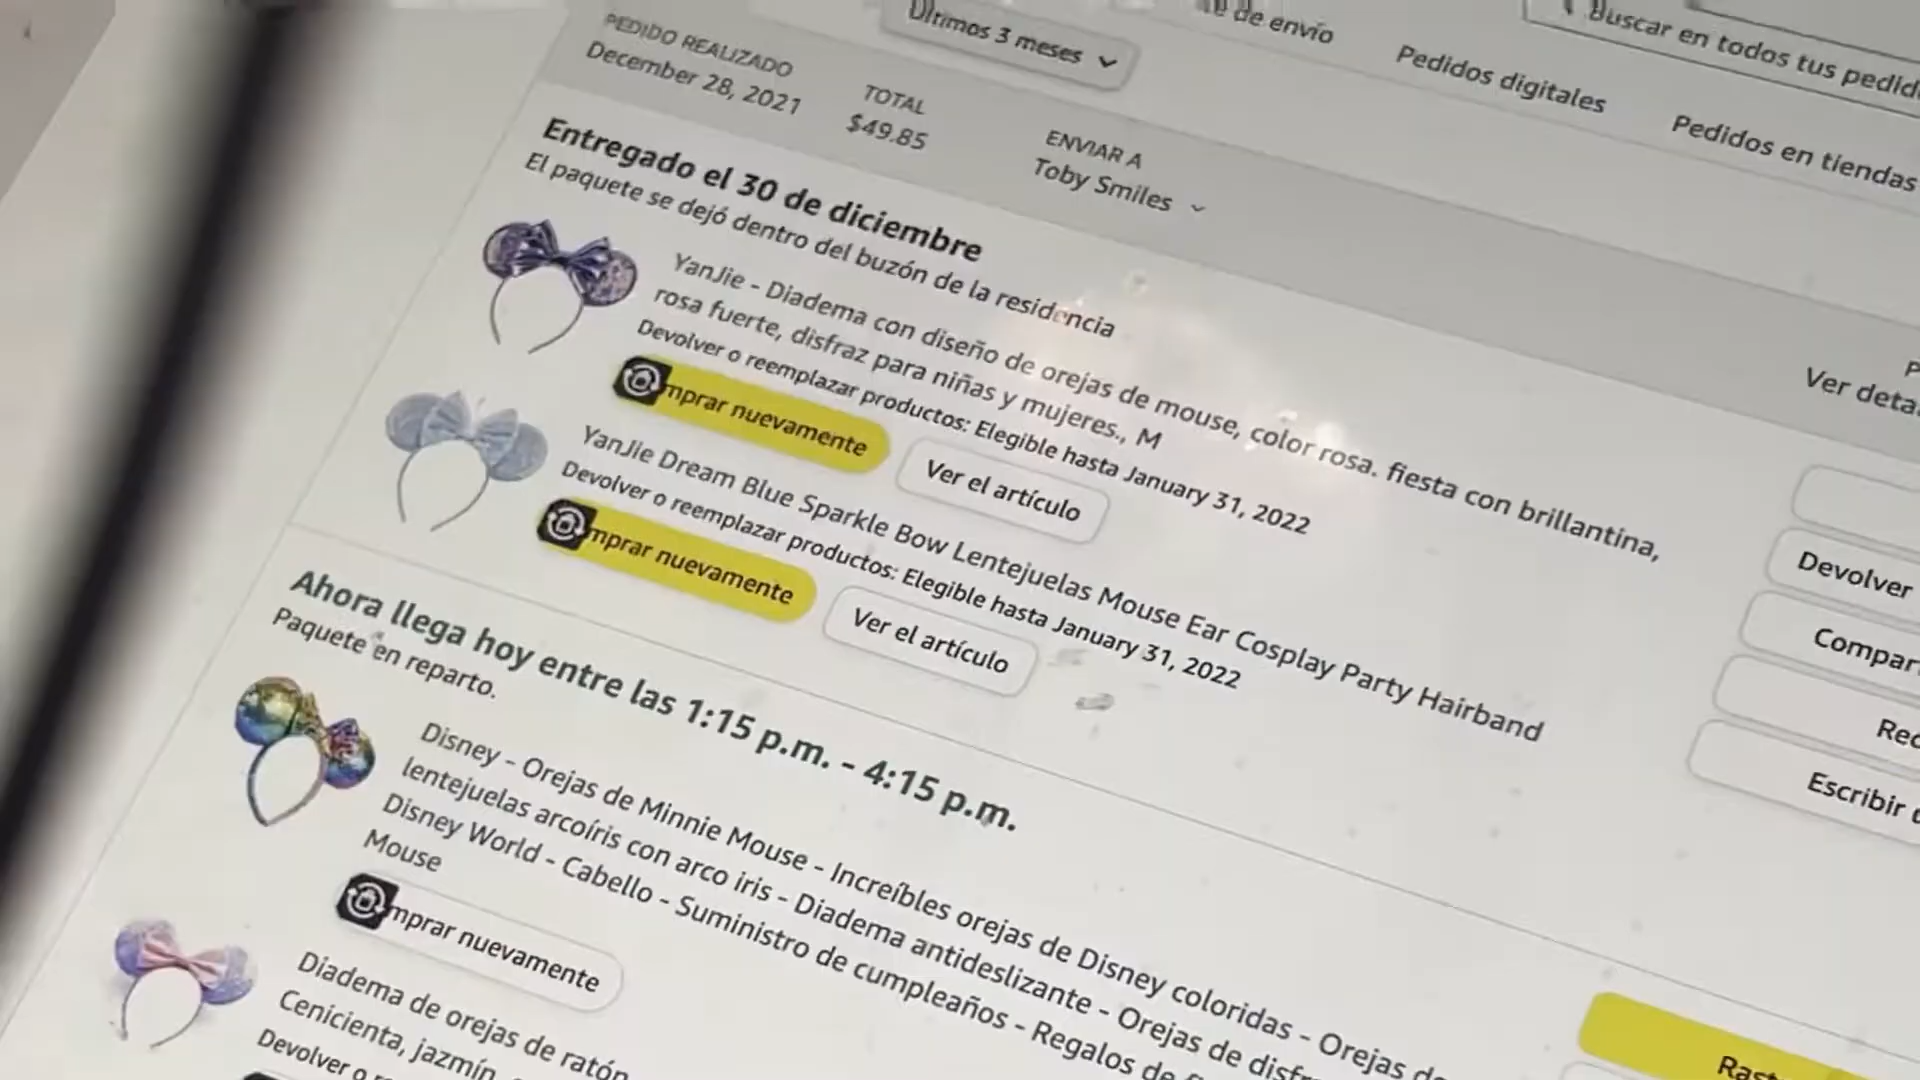 Últimos 3 meses
de envío
Pedidos digitales
Pedidos en tiendas
Buscar en todos tus
PEDIDO REALIZADO
December 28, 2021
TOTAL
$49.85
ENVIAR A
Toby Smiles
Ver
Entregado el 30 de diciembre
El paquete se dejó dentro del buzón de la residencia
YanJie - Diadema con diseño de orejas de mouse, color rosa. fiesta con brillantina,
rosa fuerte, disfraz para niñas y mujeres., M
Devolver o reemplazar productos: Elegible hasta January 31, 2022
mprar nuevamente
Ver el artículo
YanJie Dream Blue Sparkle Bow Lentejuelas Mouse Ear Cosplay Party Hairband
Devolver o reemplazar productos: Elegible hasta January 31, 2022
mprar nuevamente
Ver el artículo
Devolver
Escribir
Ahora llega hoy entre las 1:15 p.m. - 4:15 p.m.
Paquete en reparto.
Disney - Orejas de Minnie Mouse - Increíbles orejas de Disney coloridas - Orejas de
lentejuelas arcoíris con arco iris - Diadema antideslizante - Orejas de
Disney World - Cabello - Suministro de cumpleaños - Regalos de
Mouse
mprar nuevamente
Diadema de orejas de ratón
Cenicienta, jazmín,
Devolver o